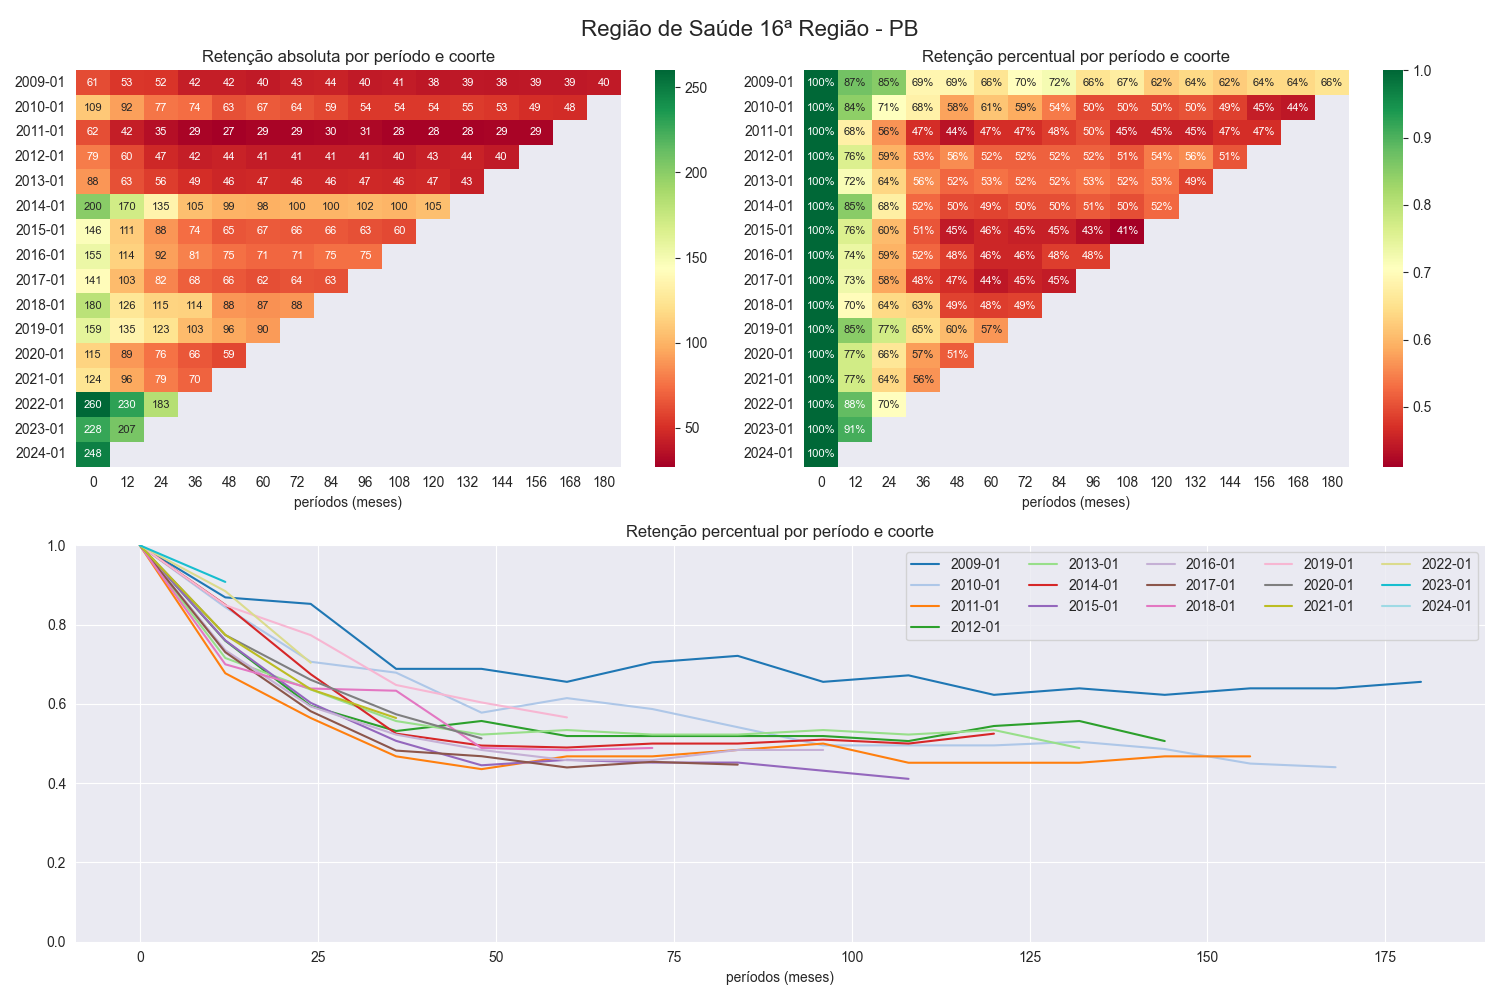 Região de Saúde 16ª Região - PB
Retenção absoluta por período e coorte
2009-01 61 53 52 42 42 40 43 44 40 41 38 39 38 39 39 40
2010-01 109 92 77 74 63 67 64 59 54 54 54 55 53 49 48
2011-01 62 42 35 29 27 29 29 30 31 28 28 28 29 29
2012-01 79 60 47 42 44 41 41 41 41 40 43 44 40
2013-01 88 63 56 49 46 47 46 46 47 46 47 43
2014-01 200 170 135 105 99 98 100 100 102 100 105
2015-01 146 111 88 74 65 67 66 66 63 60
2016-01 155 114 92 81 75 71 71 75 75
2017-01 141 103 82 68 66 62 64 63
2018-01 180 126 115 114 88 87 88
2019-01 159 135 123 103 96 90
2020-01 115 89 76 66 59
2021-01 124 96 79 70
2022-01 260 230 183
2023-01 228 207
2024-01 248
0 12 24 36 48 60 72 84 96 108 120 132 144 156 168 180
períodos (meses)
250
200
150
100
50
Retenção percentual por período e coorte
2009-01 100% 87% 85% 69% 69% 66% 70% 72% 66% 67% 62% 64% 62% 64% 64% 66%
2010-01 100% 84% 71% 68% 58% 61% 59% 54% 50% 50% 50% 50% 49% 45% 44%
2011-01 100% 68% 56% 47% 44% 47% 47% 48% 50% 45% 45% 45% 47% 47%
2012-01 100% 76% 59% 53% 56% 52% 52% 52% 52% 51% 54% 56% 51%
2013-01 100% 72% 64% 56% 52% 53% 52% 52% 53% 52% 53% 49%
2014-01 100% 85% 68% 52% 50% 49% 50% 50% 51% 50% 52%
2015-01 100% 76% 60% 51% 45% 46% 45% 45% 43% 41%
2016-01 100% 74% 59% 52% 48% 46% 46% 48% 48%
2017-01 100% 73% 58% 48% 47% 44% 45% 45%
2018-01 100% 70% 64% 63% 49% 48% 49%
2019-01 100% 85% 77% 65% 60% 57%
2020-01 100% 77% 66% 57% 51%
2021-01 100% 77% 64% 56%
2022-01 100% 88% 70%
2023-01 100% 91%
2024-01 100%
0 12 24 36 48 60 72 84 96 108 120 132 144 156 168 180
períodos (meses)
1.0
0.9
0.8
0.7
0.6
0.5
Retenção percentual por período e coorte
1.0
0.8
0.6
0.4
0.2
0.0
2009-01 2013-01 2016-01 2019-01 2022-01
2010-01 2014-01 2017-01 2020-01 2023-01
2011-01 2015-01 2018-01 2021-01 2024-01
2012-01
0 25 50 75 100 125 150 175
períodos (meses)